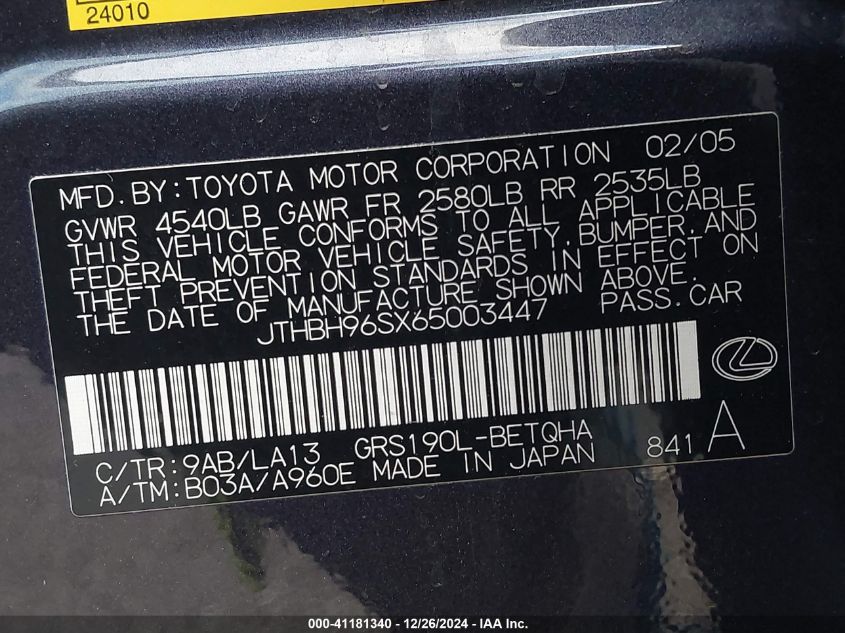 24010
MFD. BY: TOYOTA MOTOR CORPORATION 02/05
GVWR 4540LB GAWR FR 2580LB RR 2535LB
THIS VEHICLE CONFORMS TO ALL APPLICABLE
FEDERAL MOTOR VEHICLE SAFETY, BUMPER, AND
THEFT PREVENTION STANDARDS IN EFFECT ON
THE DATE OF MANUFACTURE SHOWN ABOVE.
JTHBH96SX65003447 PASS. CAR
C/TR: 9AB/LA13 GRS190L-BETQHA
A/TM: B03A/A960E MADE IN JAPAN 841 A
000-41181340 - 12/26/2024 - IAA Inc.